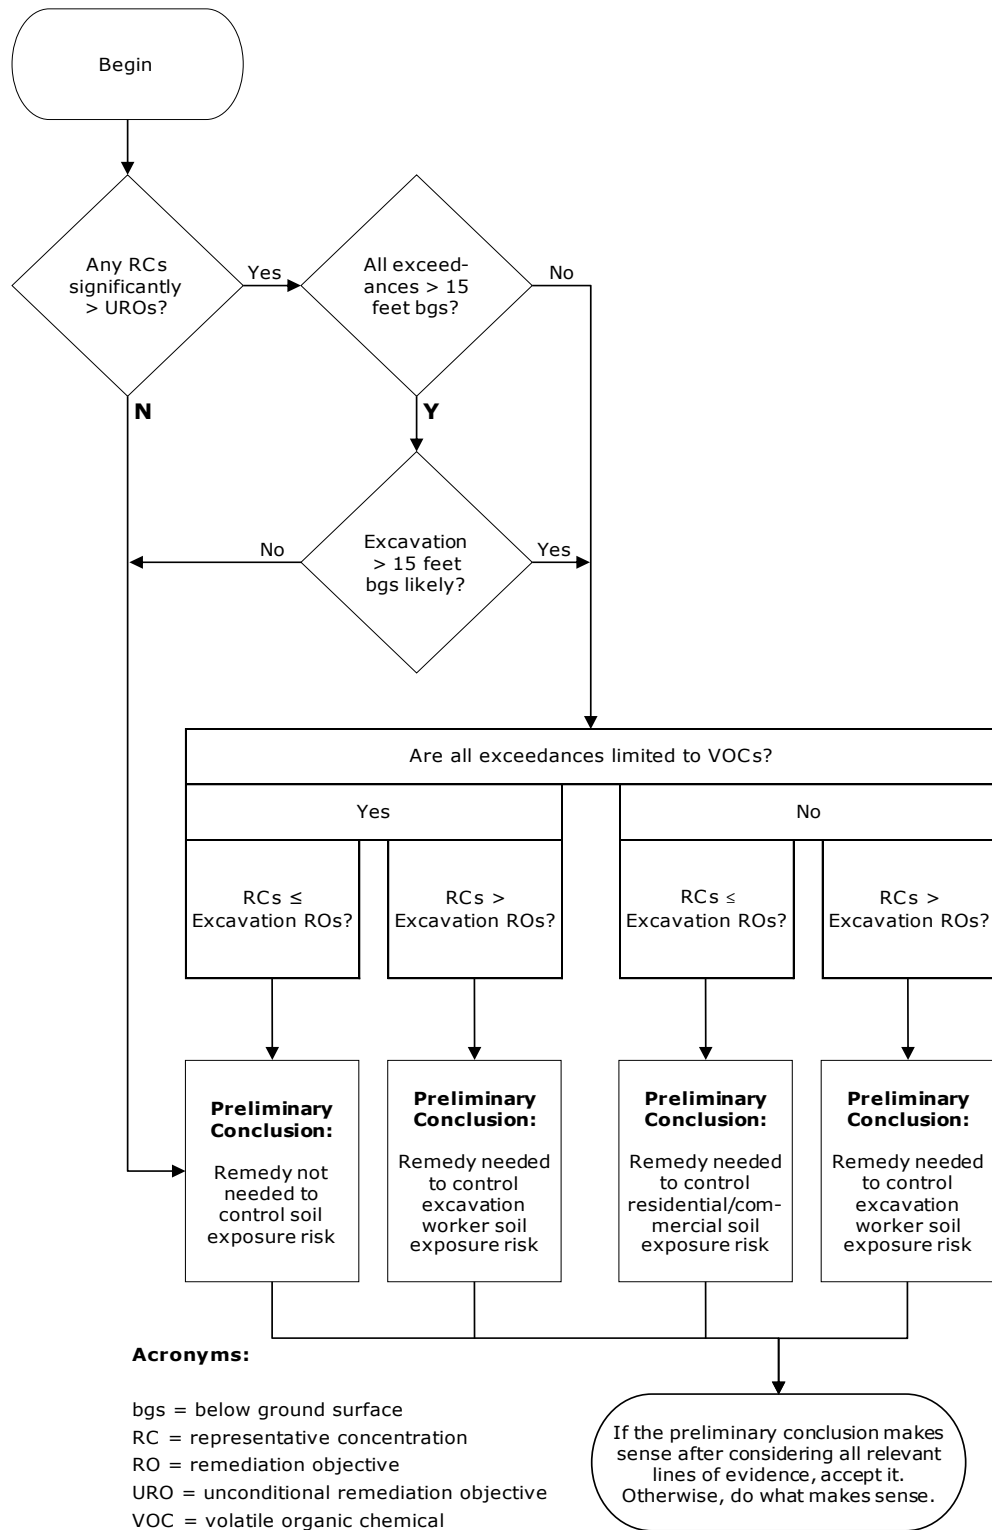 Begin
Any RCs
significantly
> UROs?
Yes
All exceed-
ances > 15
feet bgs?
No
N
Y
Excavation
> 15 feet
bgs likely?
No
Yes
Are all exceedances limited to VOCs?
Yes
No
RCs ≤
Excavation ROs?
RCs >
Excavation ROs?
RCs ≤
Excavation ROs?
RCs >
Excavation ROs?
Preliminary
Conclusion:
Remedy not
needed to
control soil
exposure risk
Preliminary
Conclusion:
Remedy needed
to control
excavation
worker soil
exposure risk
Preliminary
Conclusion:
Remedy needed
to control
residential/com-
mercial soil
exposure risk
Preliminary
Conclusion:
Remedy needed
to control
excavation
worker soil
exposure risk
Acronyms:
bgs = below ground surface
RC = representative concentration
RO = remediation objective
URO = unconditional remediation objective
VOC = volatile organic chemical
If the preliminary conclusion makes
sense after considering all relevant
lines of evidence, accept it.
Otherwise, do what makes sense.